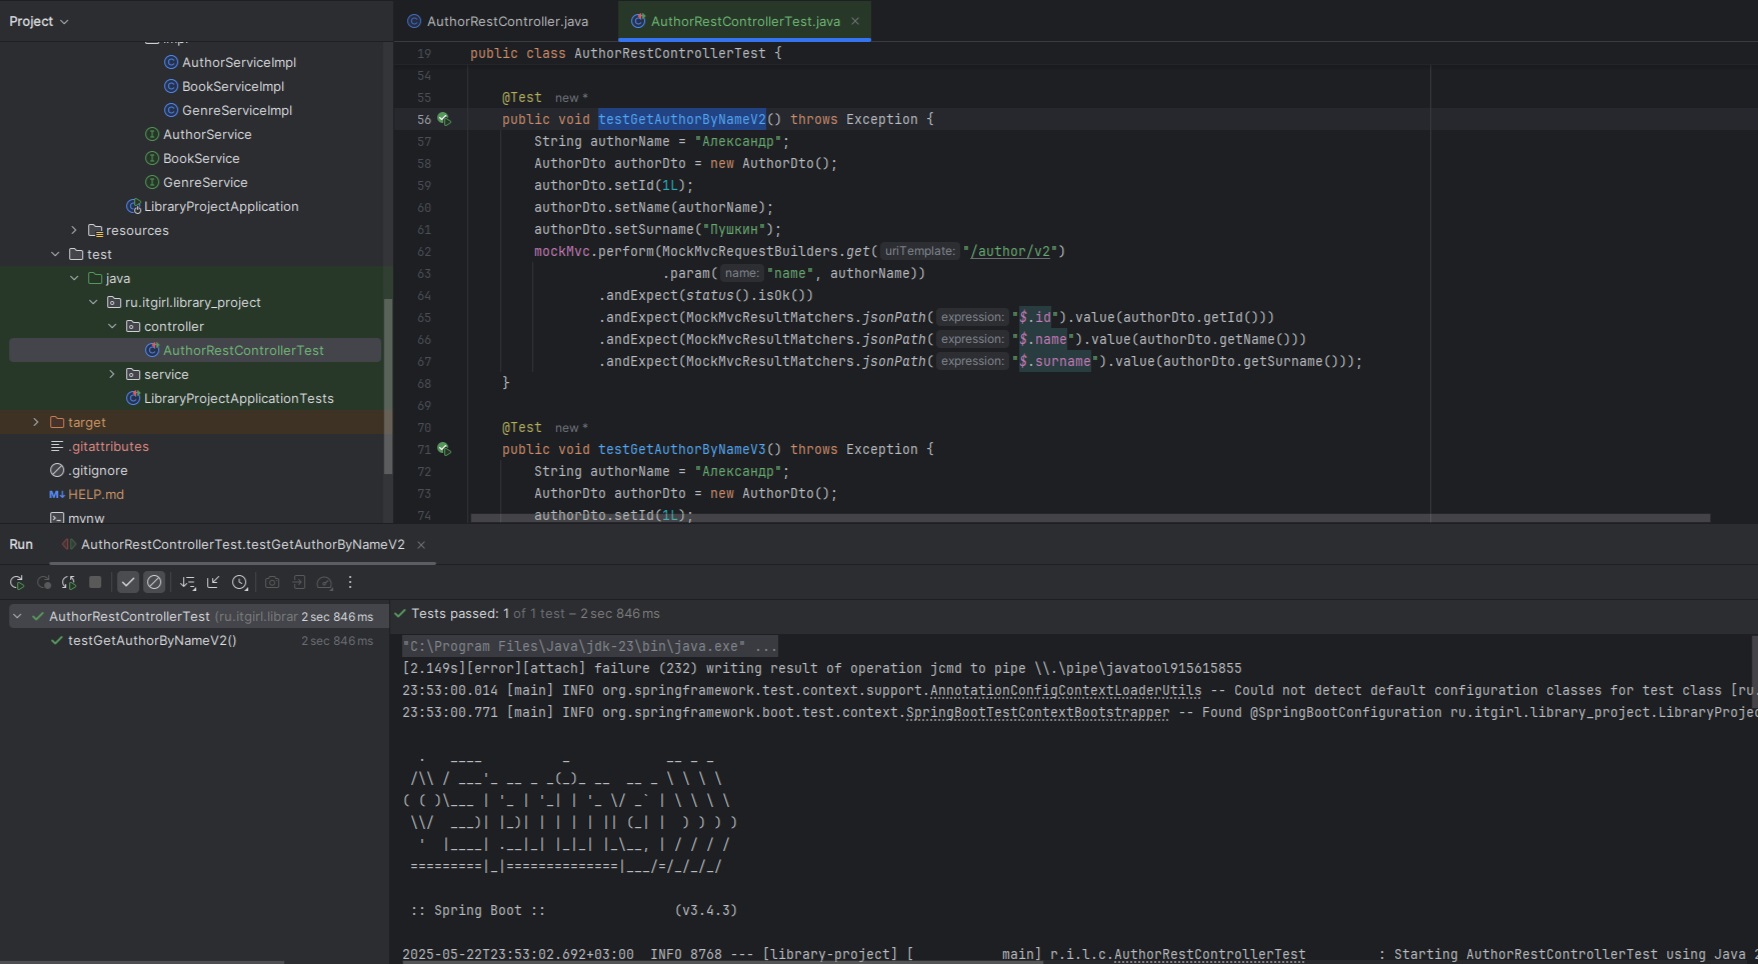 Project
AuthorRestController.java
AuthorRestControllerTest.java
impl
AuthorServiceImpl
BookServiceImpl
GenreServiceImpl
AuthorService
BookService
GenreService
LibraryProjectApplication
resources
test
java
ru.itgirl.library_project
controller
AuthorRestControllerTest
service
LibraryProjectApplicationTests
target
.gitattributes
.gitignore
M↓ HELP.md
mvnw
19 public class AuthorRestControllerTest {
54
55 @Test new *
56 public void testGetAuthorByNameV2() throws Exception {
57 String authorName = "Александр";
58 AuthorDto authorDto = new AuthorDto();
59 authorDto.setId(1L);
60 authorDto.setName(authorName);
61 authorDto.setSurname("Пушкин");
62 mockMvc.perform(MockMvcRequestBuilders.get( uriTemplate: "/author/v2")
63 .param( name: "name", authorName))
64 .andExpect(status().isOk())
65 .andExpect(MockMvcResultMatchers.jsonPath( expression: "$.id").value(authorDto.getId()))
66 .andExpect(MockMvcResultMatchers.jsonPath( expression: "$.name").value(authorDto.getName()))
67 .andExpect(MockMvcResultMatchers.jsonPath( expression: "$.surname").value(authorDto.getSurname()));
68 }
69
70 @Test new *
71 public void testGetAuthorByNameV3() throws Exception {
72 String authorName = "Александр";
73 AuthorDto authorDto = new AuthorDto();
74 authorDto.setId(1L);
Run AuthorRestControllerTest.testGetAuthorByNameV2
AuthorRestControllerTest (ru.itgirl.librar 2 sec 846 ms
testGetAuthorByNameV2() 2 sec 846 ms
Tests passed: 1 of 1 test – 2 sec 846 ms
"C:\Program Files\Java\jdk-23\bin\java.exe" ...
[2.149s][error][attach] failure (232) writing result of operation jcmd to pipe \\.\pipe\javatool915615855
23:53:00.014 [main] INFO org.springframework.test.context.support.AnnotationConfigContextLoaderUtils -- Could not detect default configuration classes for test class [ru.
23:53:00.771 [main] INFO org.springframework.boot.test.context.SpringBootTestContextBootstrapper -- Found @SpringBootConfiguration ru.itgirl.library_project.LibraryProjec
  .   ____          _            __ _ _
 /\\ / ___'_ __ _ _(_)_ __  __ _ \ \ \ \
( ( )\___ | '_ | '_| | '_ \/ _` | \ \ \ \
 \\/  ___)| |_)| | | | | || (_| |  ) ) ) )
  '  |____| .__|_| |_|_| |_\__, | / / / /
 =========|_|==============|___/=/_/_/_/
:: Spring Boot :: (v3.4.3)
2025-05-22T23:53:02.692+03:00 INFO 8768 --- [library-project] [ main] r.i.l.c.AuthorRestControllerTest : Starting AuthorRestControllerTest using Java